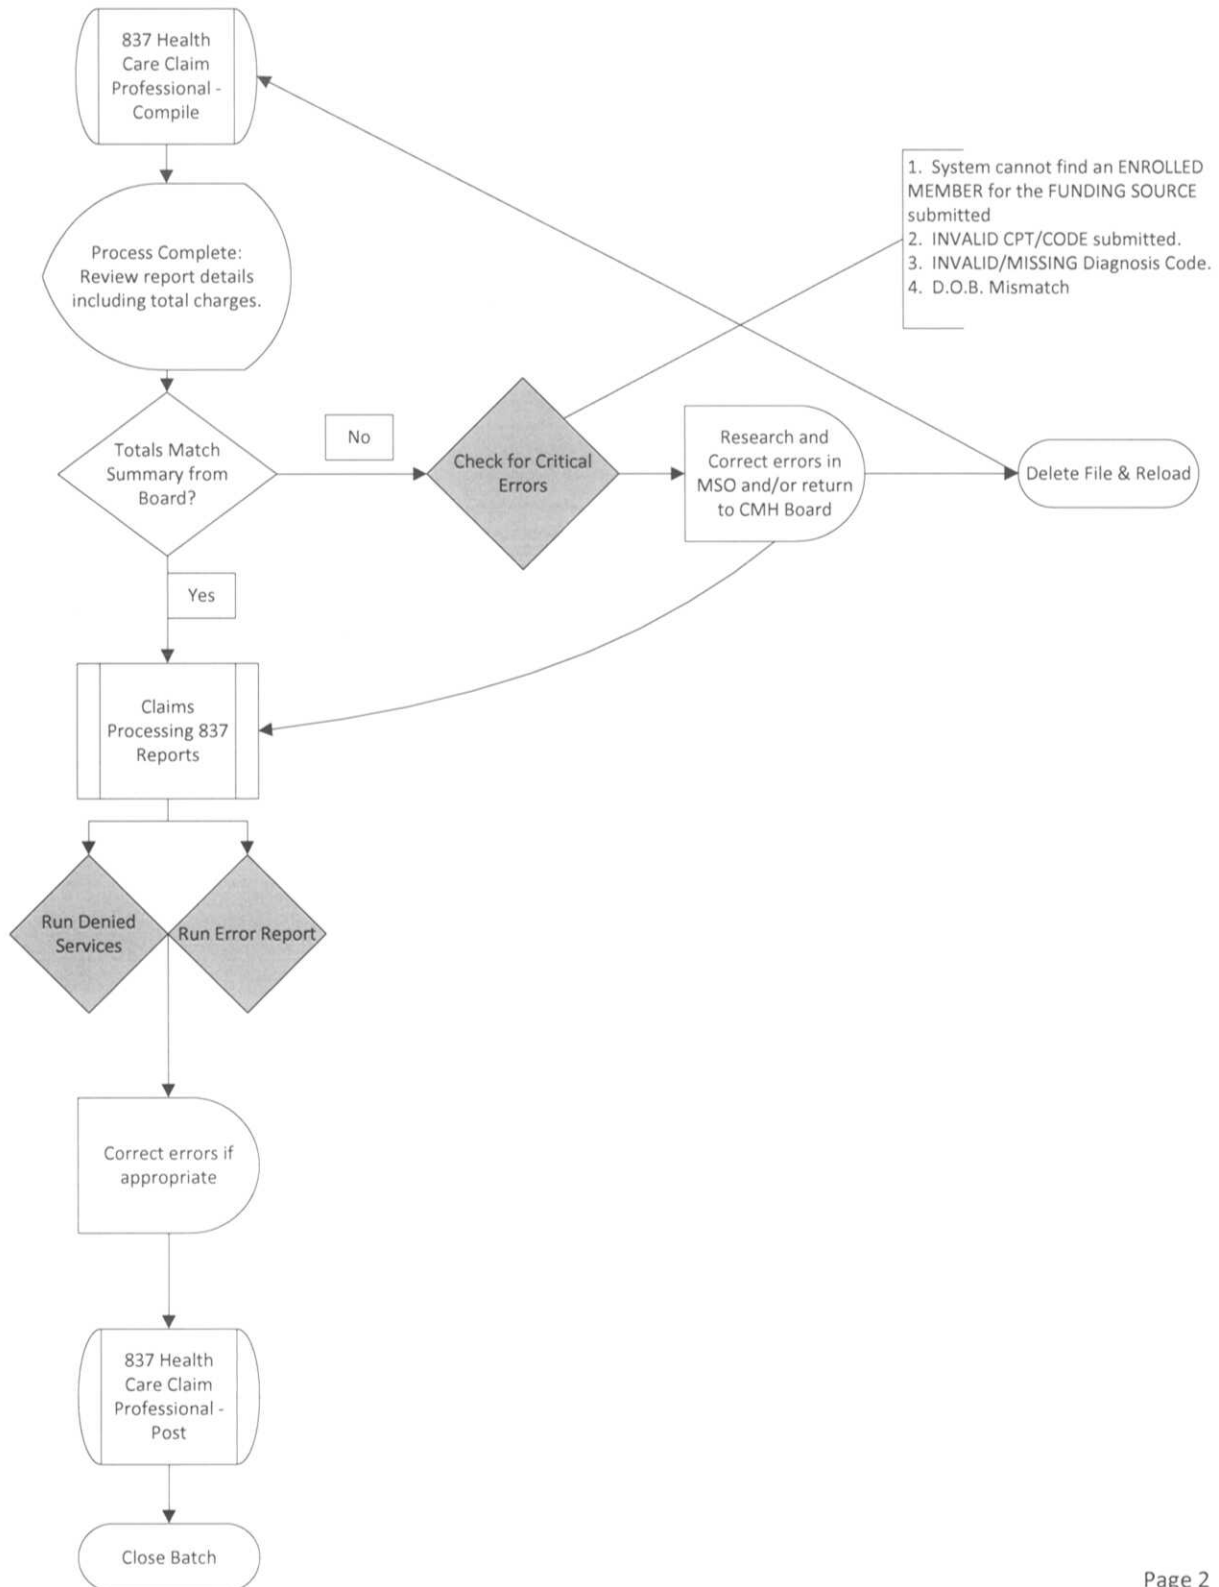 837 Health
Care Claim
Professional -
Compile
1. System cannot find an ENROLLED
MEMBER for the FUNDING SOURCE
submitted
2. INVALID CPT/CODE submitted.
3. INVALID/MISSING Diagnosis Code.
4. D.O.B. Mismatch
Process Complete:
Review report details
including total charges.
Totals Match
Summary from
Board?
No
Check for Critical
Errors
Research and
Correct errors in
MSO and/or return
to CMH Board
Delete File & Reload
Yes
Claims
Processing 837
Reports
Run Denied
Services
Run Error Report
Correct errors if
appropriate
837 Health
Care Claim
Professional -
Post
Close Batch
Page 2